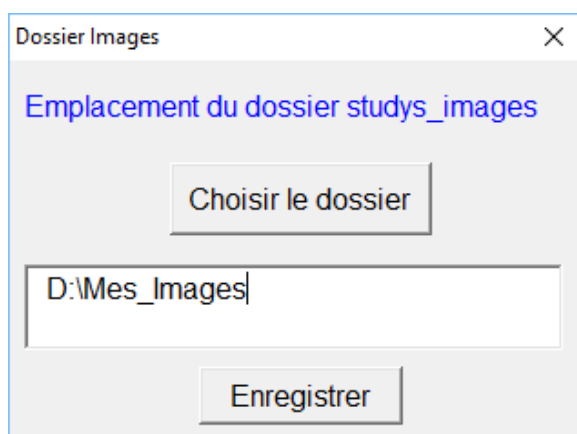 Dossier Images
Emplacement du dossier studys_images
Choisir le dossier
D:\Mes_Images
Enregistrer